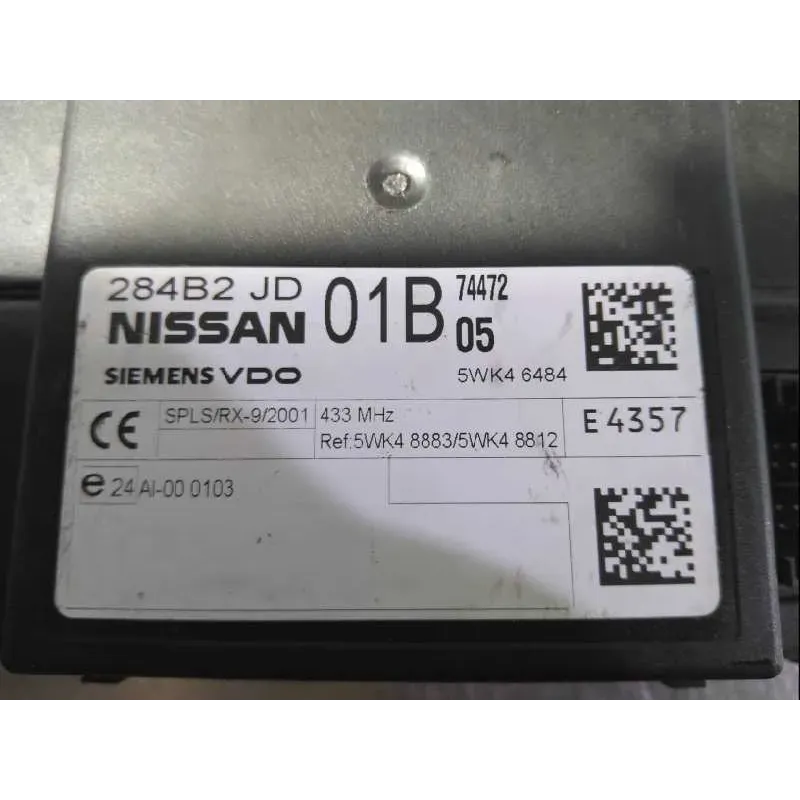 284B2 JD 01B 74472
NISSAN 05
SIEMENS VDO 5WK4 6484
CE SPLS/RX-9/2001 433 MHz E 4357
Ref:5WK4 8883/5WK4 8812
e 24 AI-00 0103